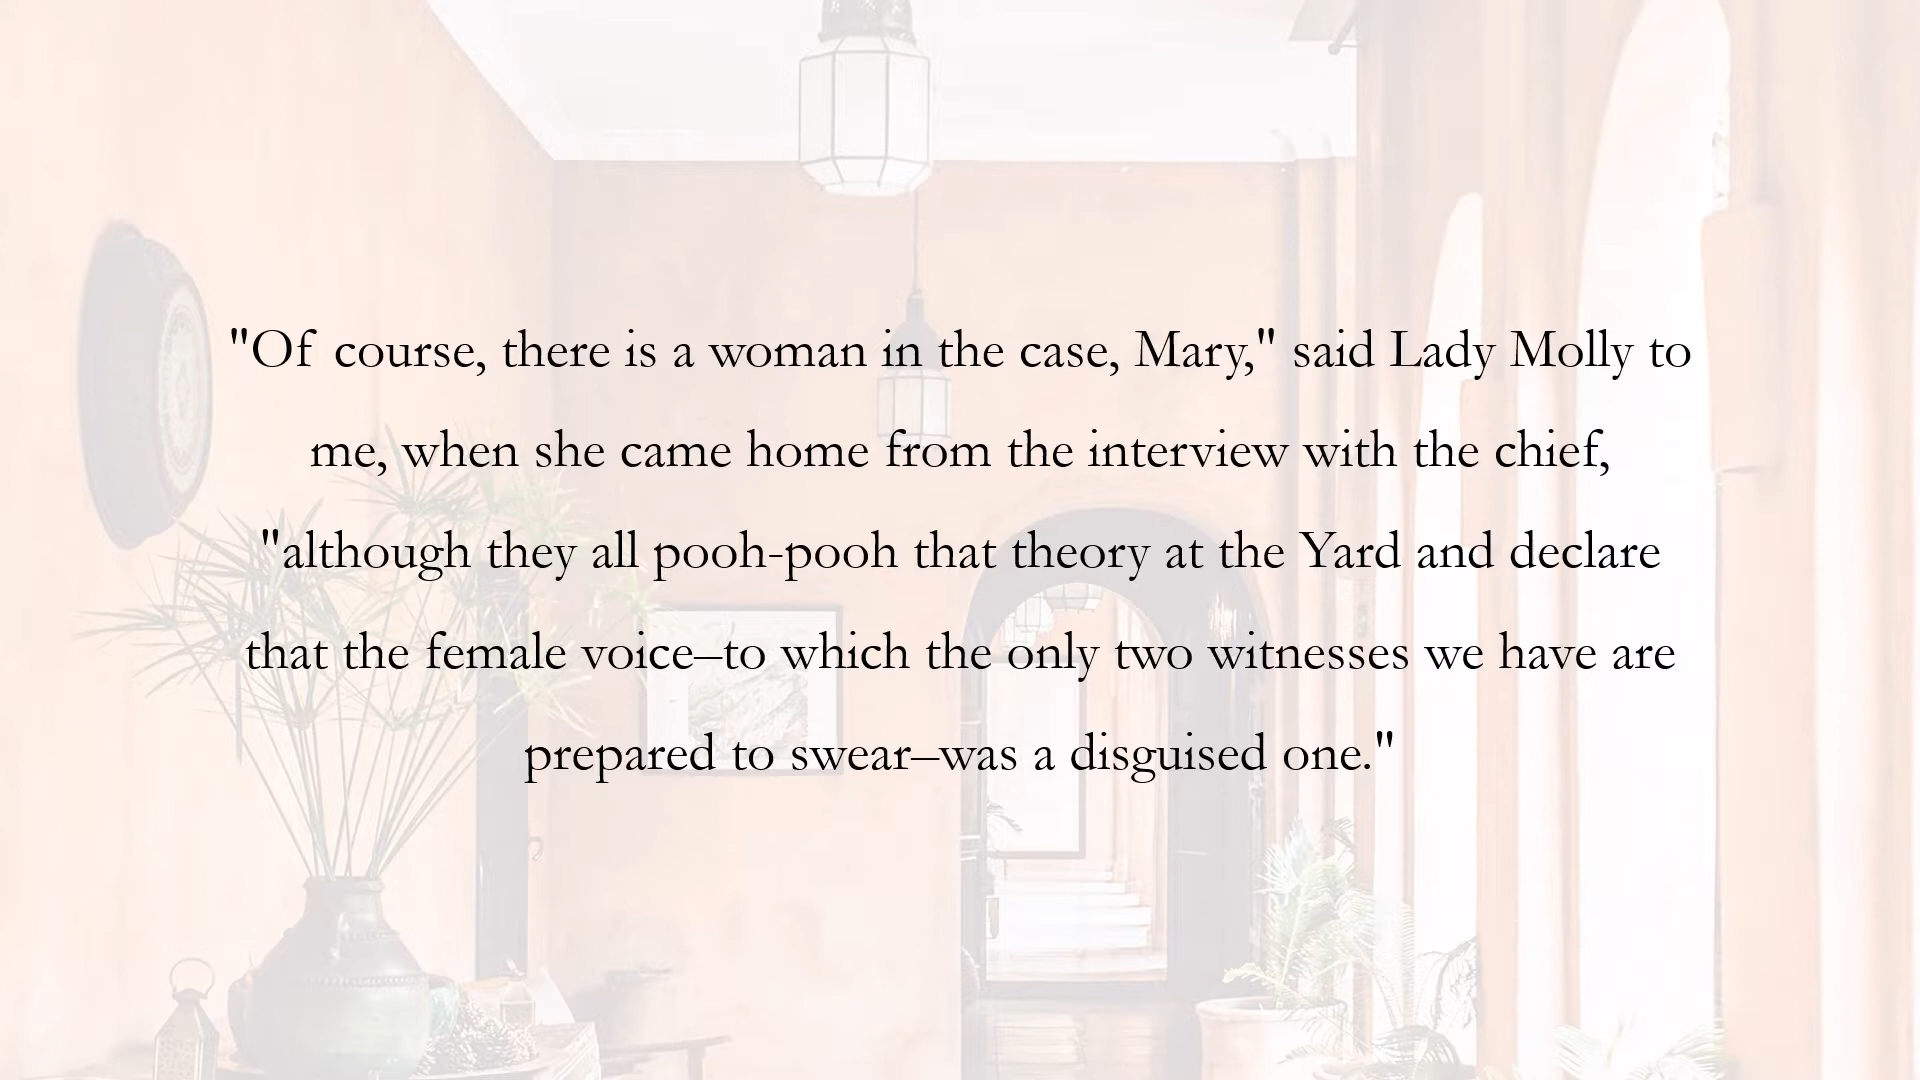 "Of course, there is a woman in the case, Mary," said Lady Molly to
me, when she came home from the interview with the chief,
"although they all pooh-pooh that theory at the Yard and declare
that the female voice–to which the only two witnesses we have are
prepared to swear–was a disguised one."